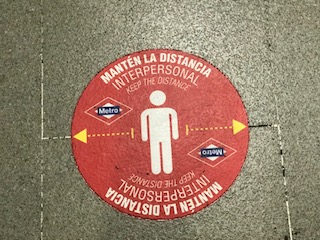 MANTÉN LA DISTANCIA
INTERPERSONAL
KEEP THE DISTANCE
Metro
Metro
KEEP THE DISTANCE
INTERPERSONAL
MANTÉN LA DISTANCIA